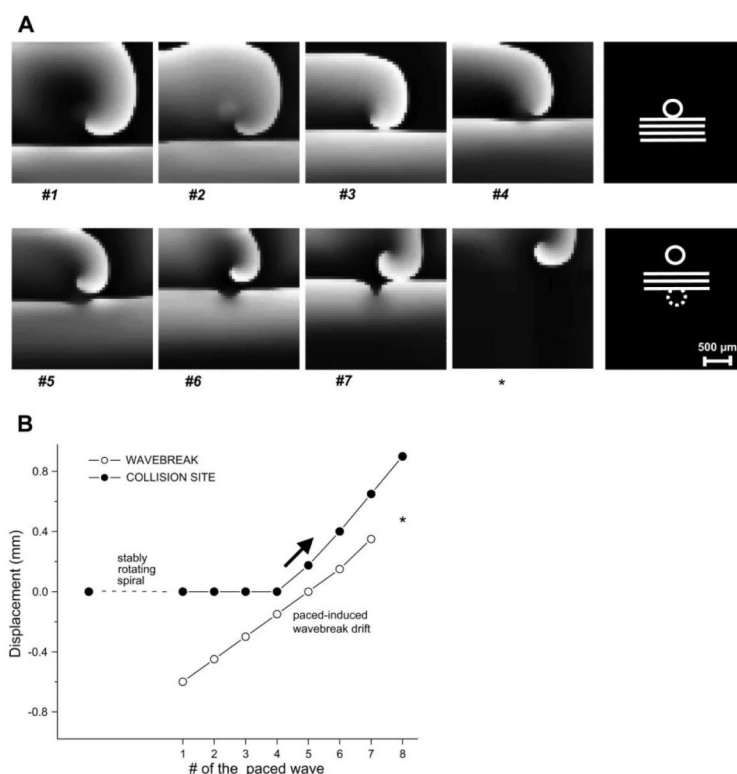 A
#1
#2
#3
#4
#5
#6
#7
*
500 µm
B
WAVEBREAK
COLLISION SITE
0.8
0.4
0.0
-0.4
-0.8
Displacement (mm)
stably
rotating
spiral
*
paced-induced
wavebreak drift
1 2 3 4 5 6 7 8
# of the paced wave